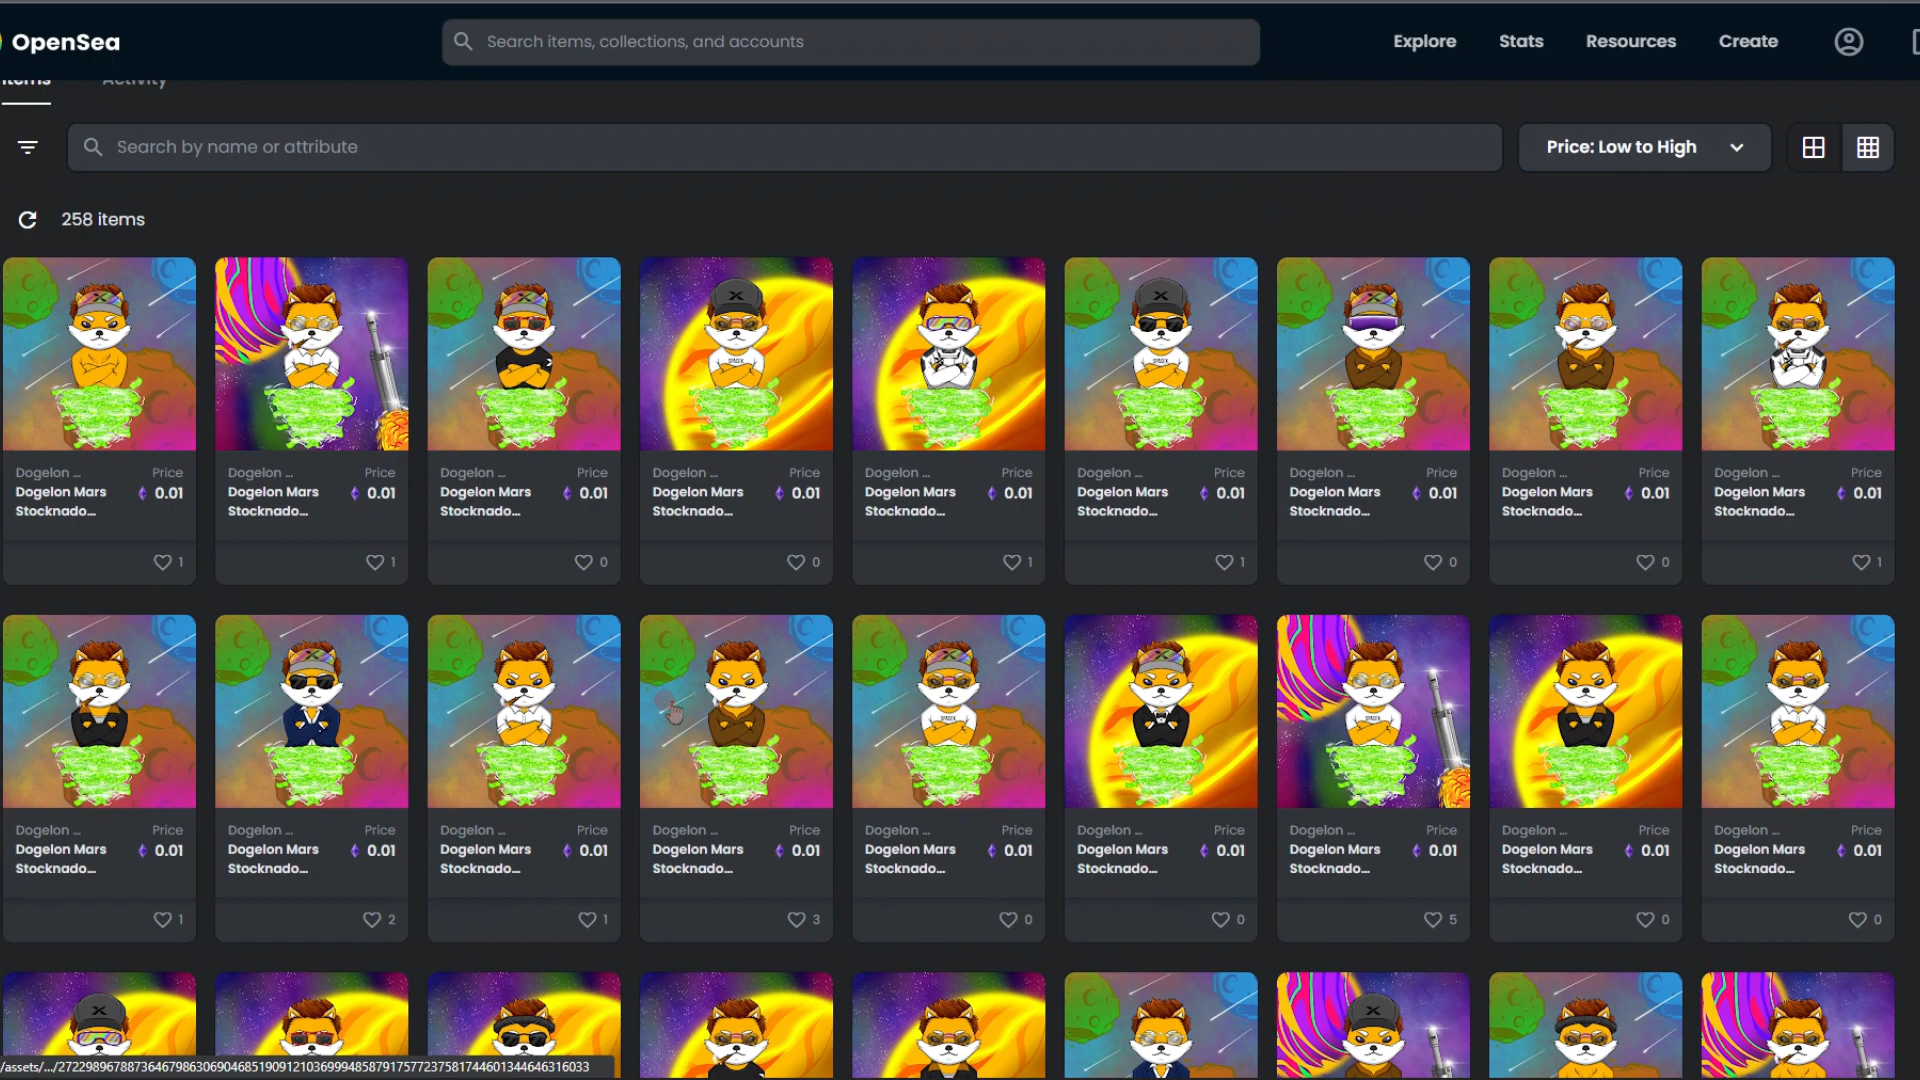 OpenSea
Search items, collections, and accounts
Explore Stats Resources Create
Items Activity
Search by name or attribute
Price: Low to High
258 items
Dogelon ... Price Dogelon ... Price Dogelon ... Price Dogelon ... Price Dogelon ... Price Dogelon ... Price Dogelon ... Price Dogelon ... Price Dogelon ... Price
Dogelon Mars 0.01 Dogelon Mars 0.01 Dogelon Mars 0.01 Dogelon Mars 0.01 Dogelon Mars 0.01 Dogelon Mars 0.01 Dogelon Mars 0.01 Dogelon Mars 0.01 Dogelon Mars 0.01
Stocknado... Stocknado... Stocknado... Stocknado... Stocknado... Stocknado... Stocknado... Stocknado... Stocknado...
1 1 0 0 1 1 0 0 1
Dogelon ... Price Dogelon ... Price Dogelon ... Price Dogelon ... Price Dogelon ... Price Dogelon ... Price Dogelon ... Price Dogelon ... Price Dogelon ... Price
Dogelon Mars 0.01 Dogelon Mars 0.01 Dogelon Mars 0.01 Dogelon Mars 0.01 Dogelon Mars 0.01 Dogelon Mars 0.01 Dogelon Mars 0.01 Dogelon Mars 0.01 Dogelon Mars 0.01
Stocknado... Stocknado... Stocknado... Stocknado... Stocknado... Stocknado... Stocknado... Stocknado... Stocknado...
1 2 1 3 0 0 5 0 0
/assets/.../27229896788736467986306904685190912103699948587917577237581744601344646316033